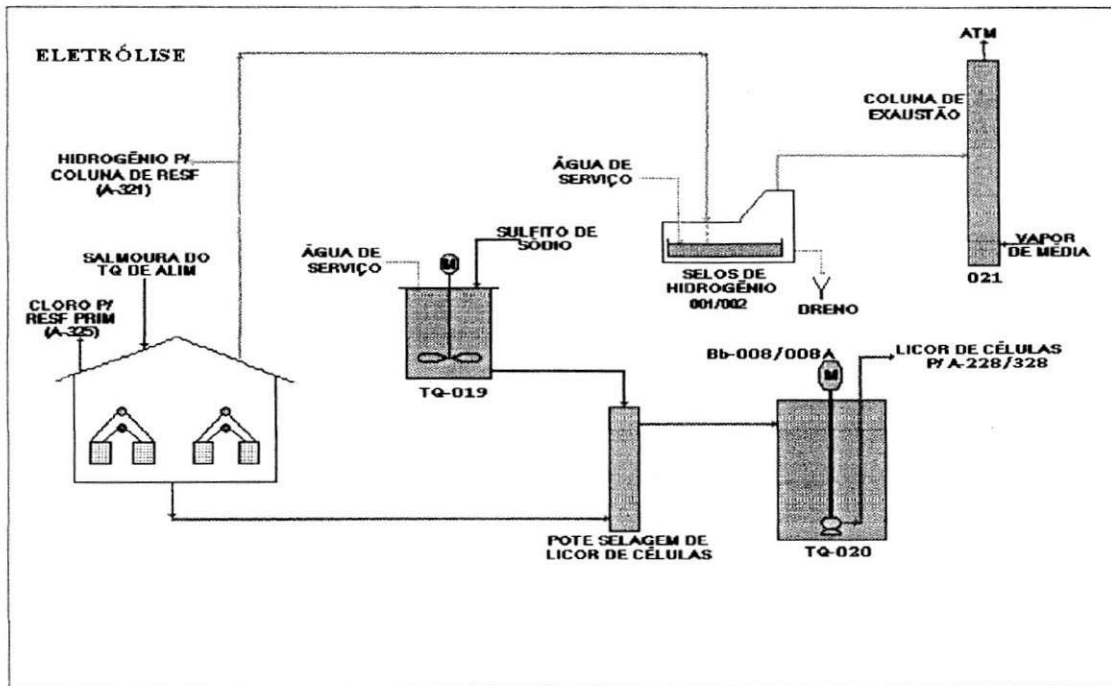 ELETRÓLISE
ATM
COLUNA DE
EXAUSTÃO
HIDROGÊNIO P/
COLUNA DE RESF
(A-321)
ÁGUA DE
SERVIÇO
SULFITO DE
SÓDIO
ÁGUA DE
SERVIÇO
SALMOURA DO
TQ DE ALIM
VAPOR
DE MÉDIA
SELOS DE
HIDROGÊNIO
001/002
021
DRENO
CLORO P/
RESF PRIM
(A-325)
M
TQ-019
Bb-008/008A
M
LICOR DE CÉLULAS
P/ A-228/328
POTE SELAGEM DE
LICOR DE CÉLULAS
TQ-020